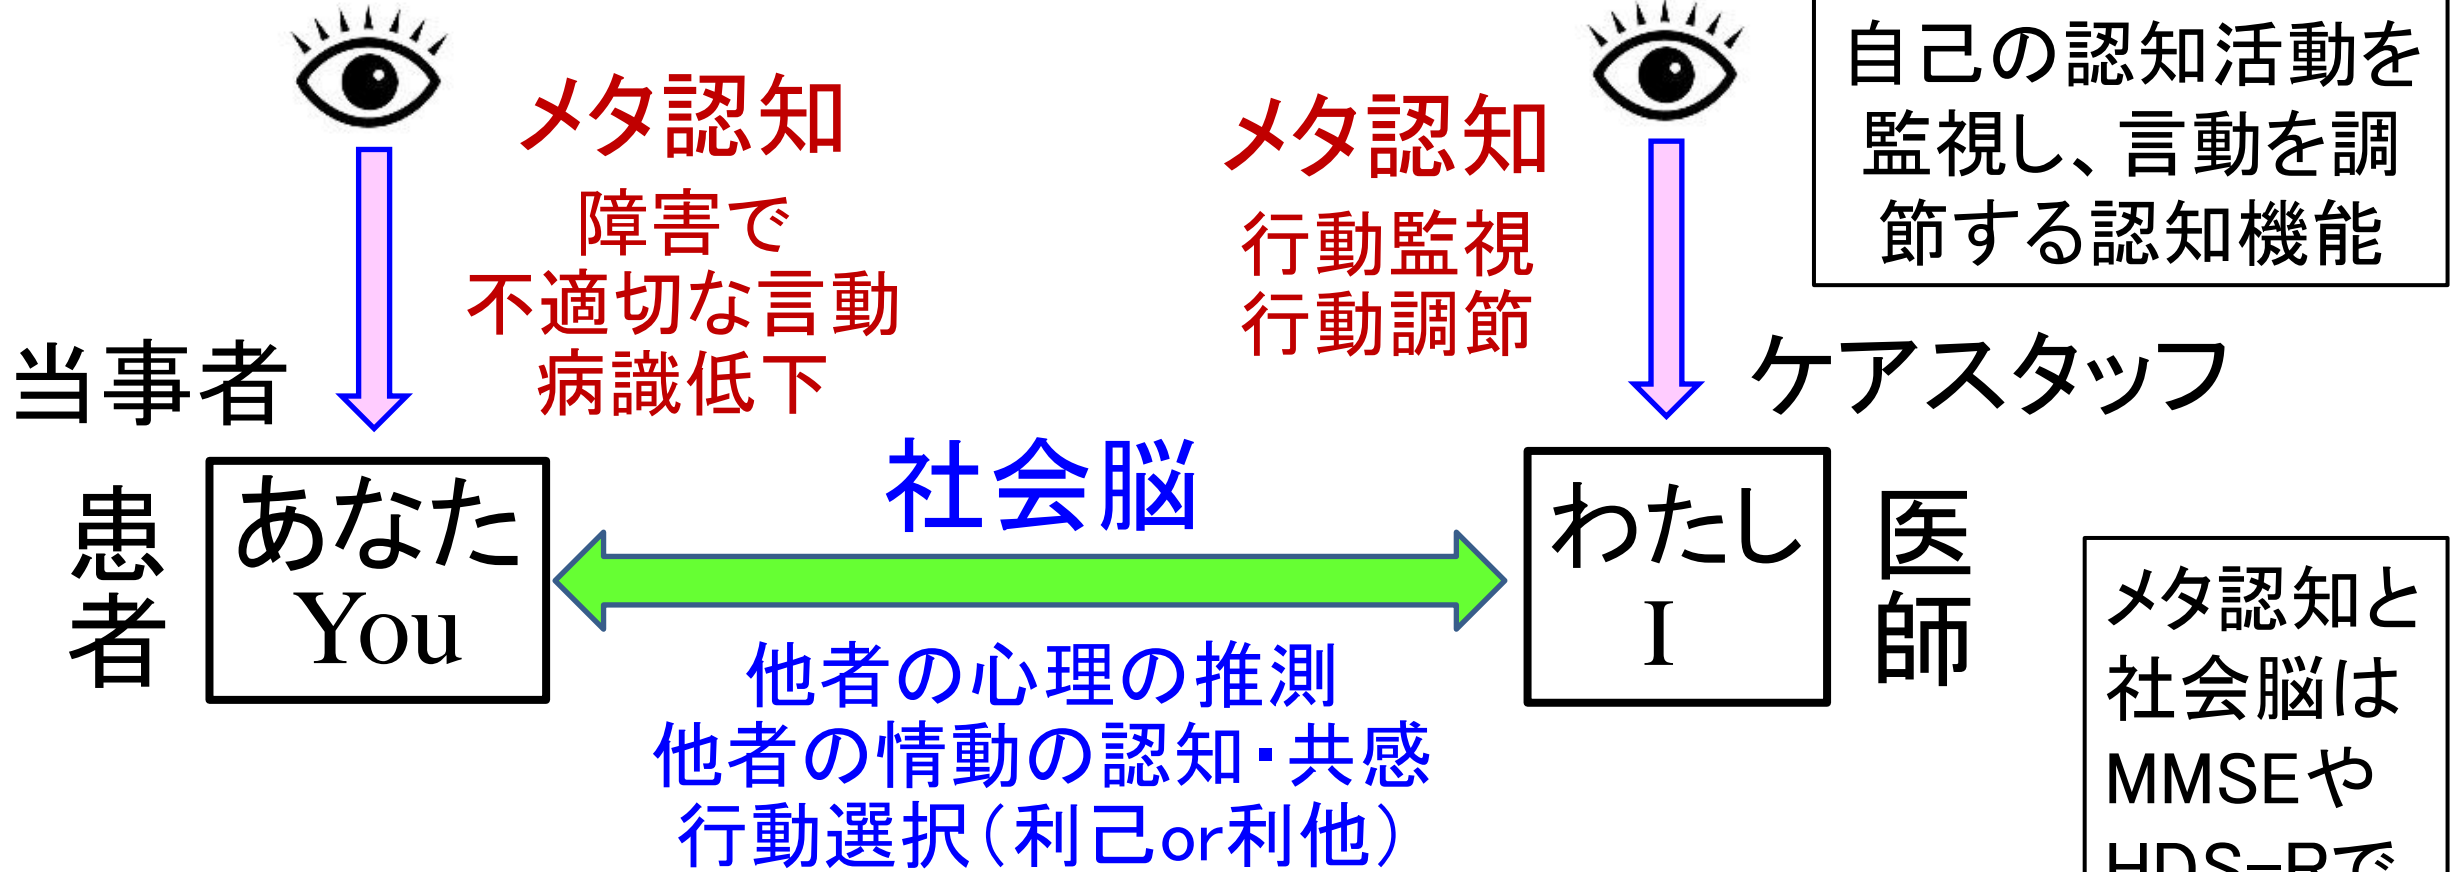 メタ認知
障害で
不適切な言動
病識低下
メタ認知
行動監視
行動調節
自己の認知活動を
監視し、言動を調
節する認知機能
当事者
ケアスタッフ
患者
あなた
You
社会脳
わたし
I
医師
他者の心理の推測
他者の情動の認知・共感
行動選択(利己or利他)
メタ認知と
社会脳は
MMSEや
HDS-Rで